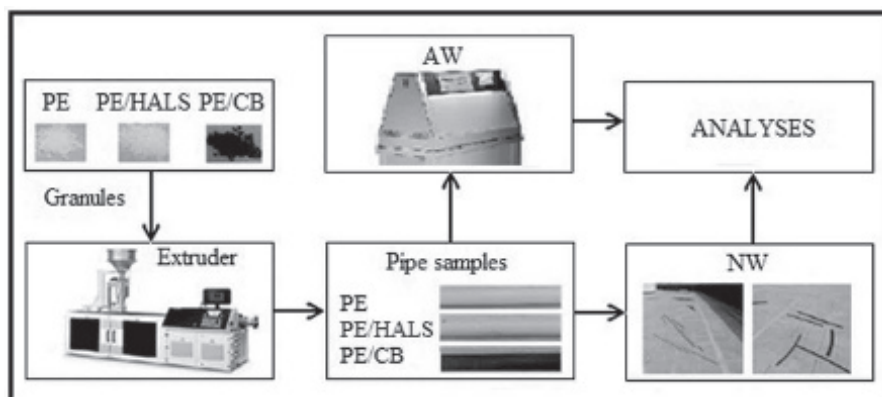 PE PE/HALS PE/CB
Granules
Extruder
Pipe samples
PE
PE/HALS
PE/CB
AW
ANALYSES
NW